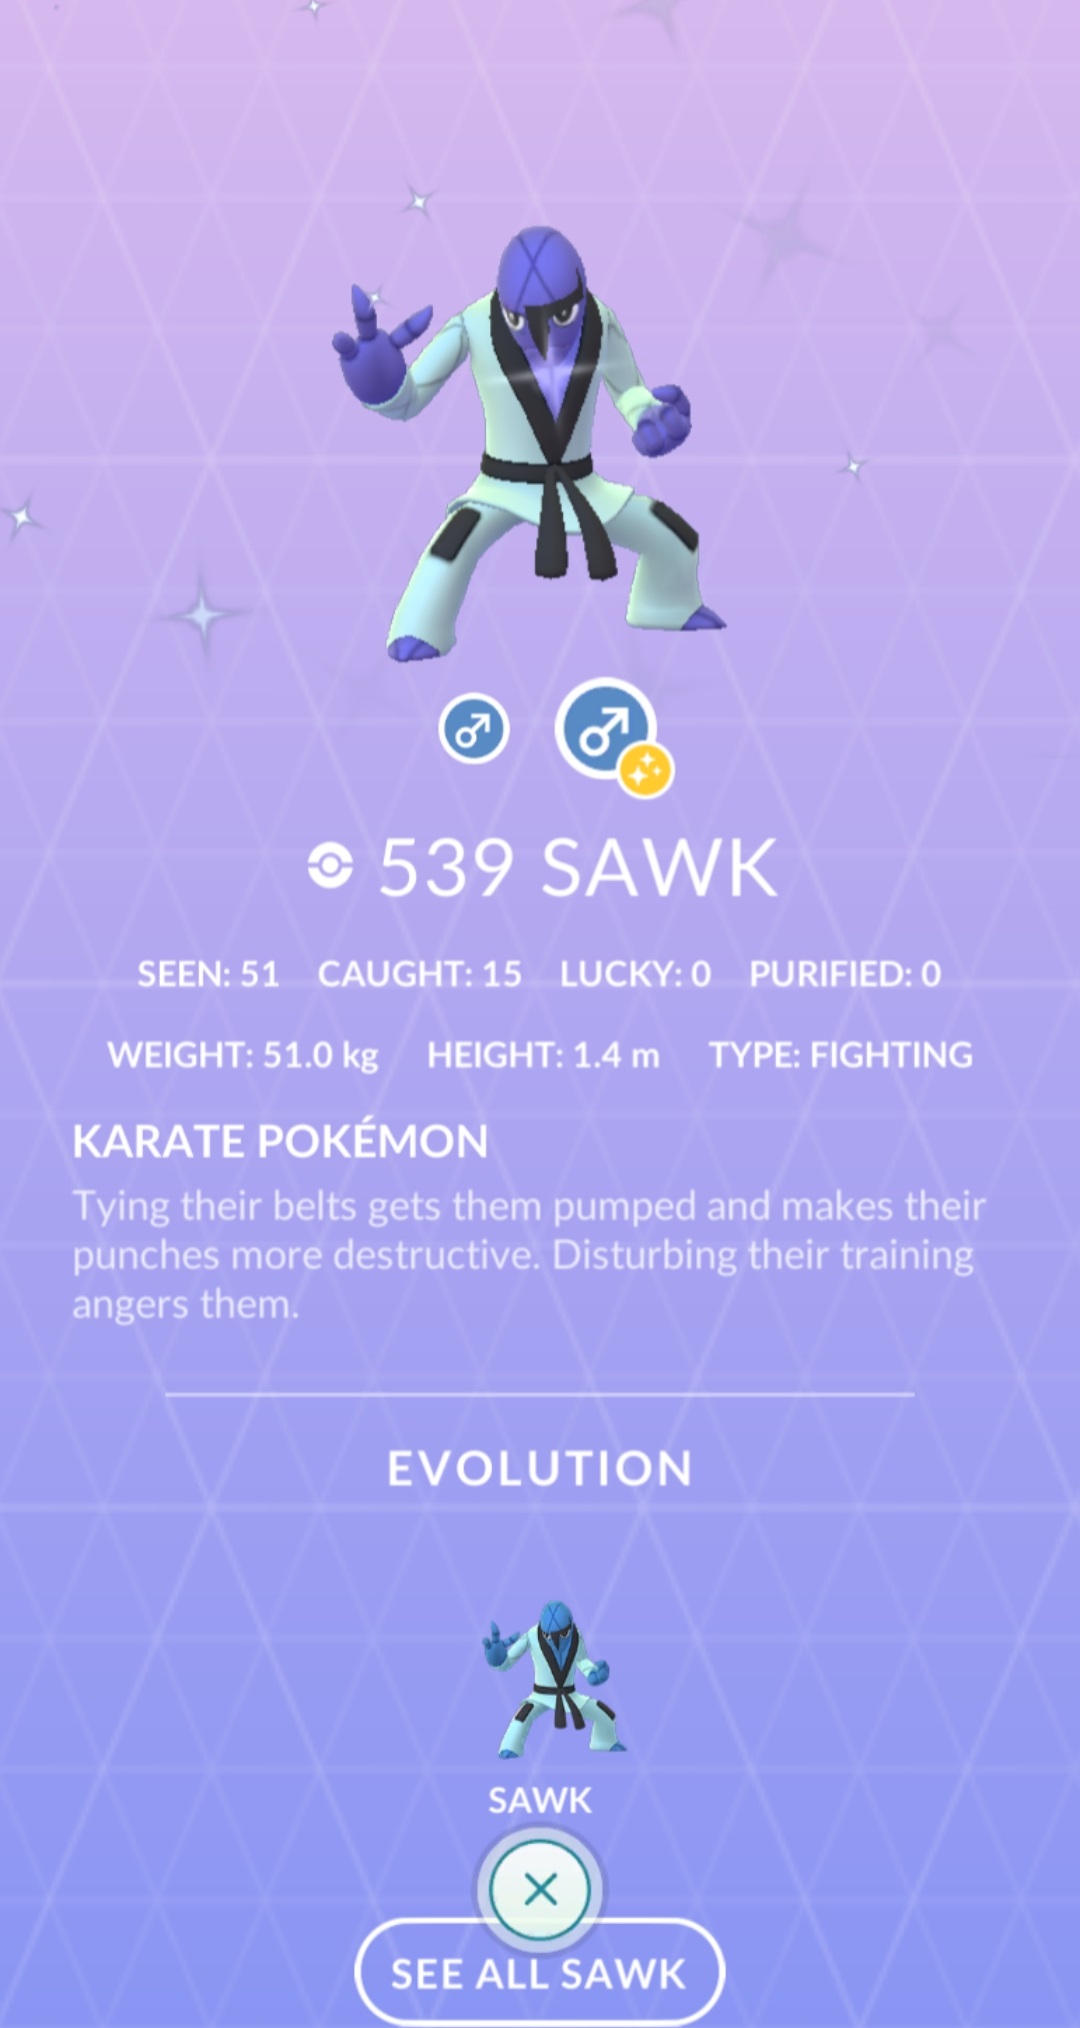 539 SAWK
SEEN: 51 CAUGHT: 15 LUCKY: 0 PURIFIED: 0
WEIGHT: 51.0 kg HEIGHT: 1.4 m TYPE: FIGHTING
KARATE POKÉMON
Tying their belts gets them pumped and makes their
punches more destructive. Disturbing their training
angers them.
EVOLUTION
SAWK
SEE ALL SAWK